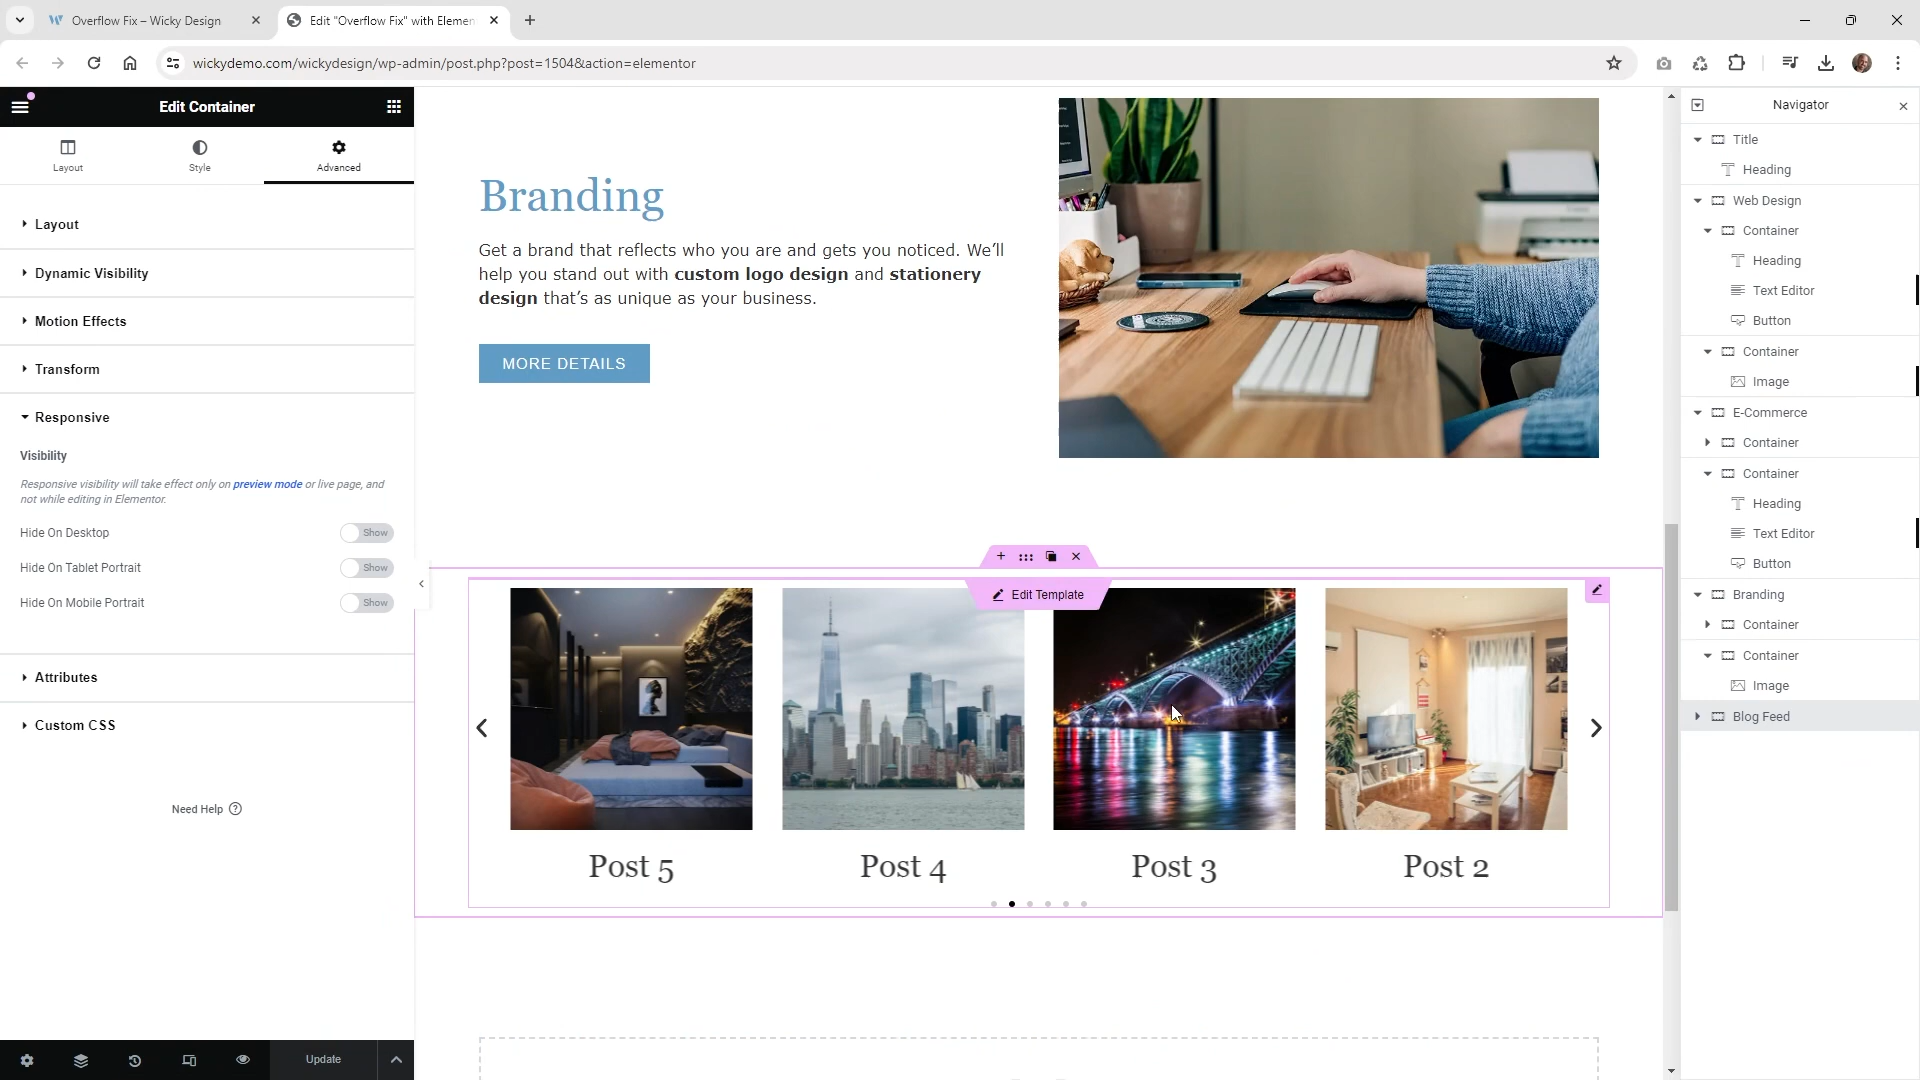 Overflow Fix – Wicky Design
Edit "Overflow Fix" with Elemen
wickydemo.com/wickydesign/wp-admin/post.php?post=1504&action=elementor
Edit Container
Layout
Style
Advanced
Layout
Dynamic Visibility
Motion Effects
Transform
Responsive
Visibility
Responsive visibility will take effect only on preview mode or live page, and
not while editing in Elementor.
Hide On Desktop
Show
Hide On Tablet Portrait
Show
Hide On Mobile Portrait
Show
Attributes
Custom CSS
Need Help
Update
Branding
Get a brand that reflects who you are and gets you noticed. We’ll
help you stand out with custom logo design and stationery
design that’s as unique as your business.
MORE DETAILS
Edit Template
Post 5
Post 4
Post 3
Post 2
Navigator
Title
Heading
Web Design
Container
Heading
Text Editor
Button
Container
Image
E-Commerce
Container
Container
Heading
Text Editor
Button
Branding
Container
Container
Image
Blog Feed